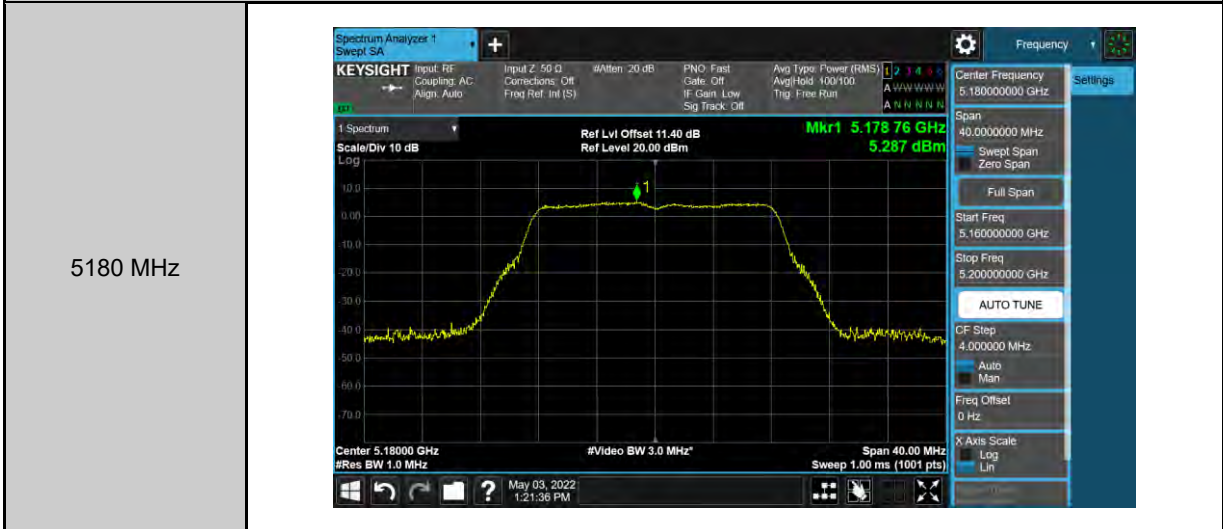 5180 MHz
Spectrum Analyzer 1
Swept SA
+
Frequency
KEYSIGHT
Input: RF
Coupling: AC
Align: Auto
Input Z: 50 Ω
Corrections: Off
Freq Ref: Int (S)
#Atten: 20 dB
PNO: Fast
Gate: Off
IF Gain: Low
Sig Track: Off
Avg Type: Power (RMS)
Avg|Hold: 100/100
Trig: Free Run
1 2 3 4 5 6
A W W W W W
A N N N N N
1 Spectrum
Scale/Div 10 dB
Log
Ref Lvl Offset 11.40 dB
Ref Level 20.00 dBm
Mkr1 5.178 76 GHz
5.287 dBm
1
10.0
0.00
-10.0
-20.0
-30.0
-40.0
-50.0
-60.0
-70.0
Center 5.18000 GHz
#Res BW 1.0 MHz
#Video BW 3.0 MHz*
Span 40.00 MHz
Sweep 1.00 ms (1001 pts)
?
May 03, 2022
1:21:36 PM
Center Frequency
5.180000000 GHz
Settings
Span
40.0000000 MHz
Swept Span
Zero Span
Full Span
Start Freq
5.160000000 GHz
Stop Freq
5.200000000 GHz
AUTO TUNE
CF Step
4.000000 MHz
Auto
Man
Freq Offset
0 Hz
X Axis Scale
Log
Lin